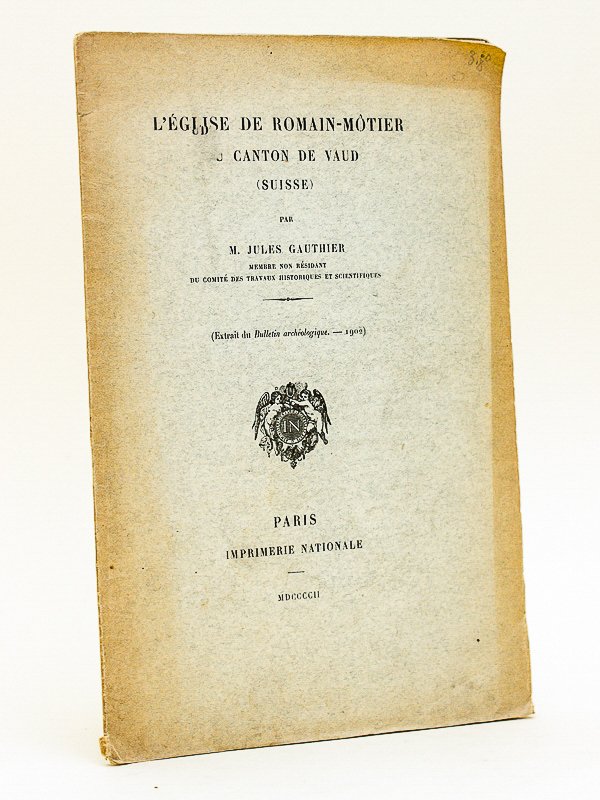 L'ÉGLISE DE ROMAIN-MÔTIER
CANTON DE VAUD
(SUISSE)
PAR
M. JULES GAUTHIER
MEMBRE NON RÉSIDANT
DU COMITÉ DES TRAVAUX HISTORIQUES ET SCIENTIFIQUES
(Extrait du Bulletin archéologique. — 1902)
IN
PARIS
IMPRIMERIE NATIONALE
MDCCCCII